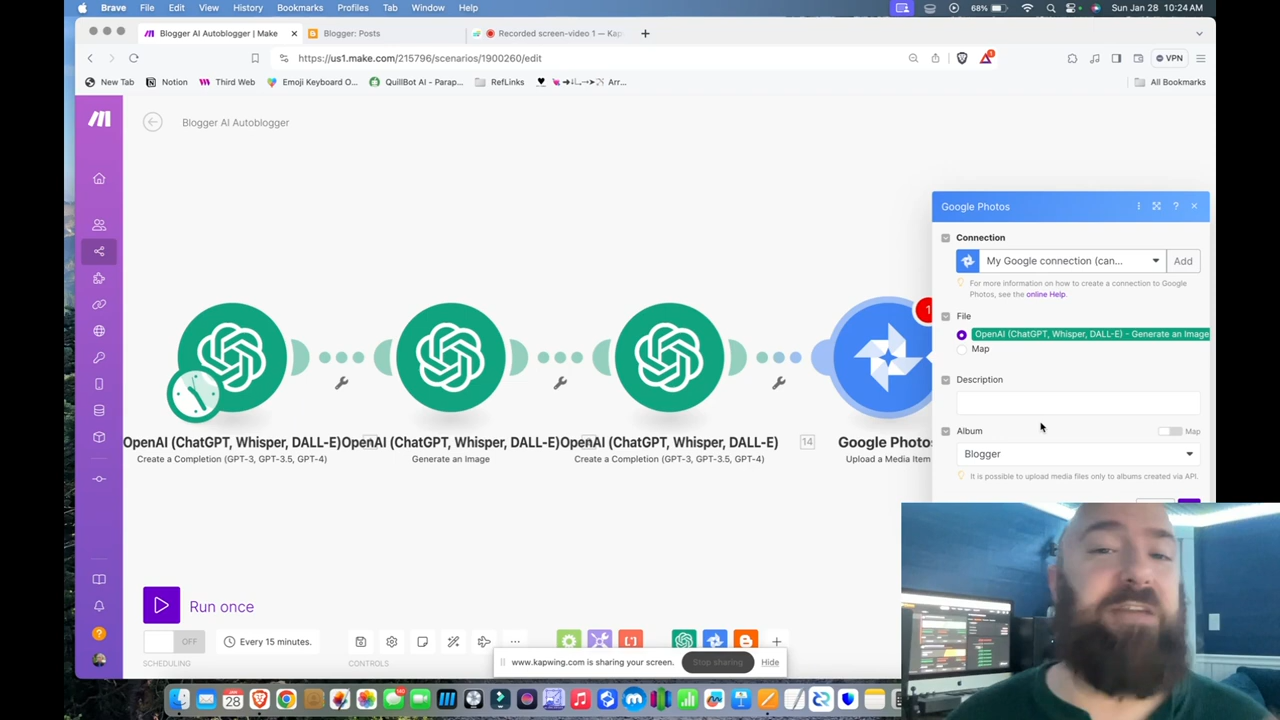 Brave File Edit View History Bookmarks Profiles Tab Window Help 68% Sun Jan 28 10:24 AM
Blogger AI Autoblogger | Make Blogger: Posts Recorded screen-video 1 — Kap
https://us1.make.com/215796/scenarios/1900260/edit VPN
New Tab Notion Third Web Emoji Keyboard O... QuillBot AI - Parap... RefLinks Arr... All Bookmarks
Blogger AI Autoblogger
Google Photos
Connection
My Google connection (can... Add
For more information on how to create a connection to Google
Photos, see the online Help.
File
OpenAI (ChatGPT, Whisper, DALL-E) - Generate an Image
Map
Description
Album Map
Blogger
It is possible to upload media files only to albums created via API.
1
OpenAI (ChatGPT, Whisper, DALL-E) OpenAI (ChatGPT, Whisper, DALL-E) OpenAI (ChatGPT, Whisper, DALL-E) 14 Google Photos
Create a Completion (GPT-3, GPT-3.5, GPT-4) Generate an Image Create a Completion (GPT-3, GPT-3.5, GPT-4) Upload a Media Item
Run once
OFF Every 15 minutes.
SCHEDULING CONTROLS
www.kapwing.com is sharing your screen. Stop sharing Hide